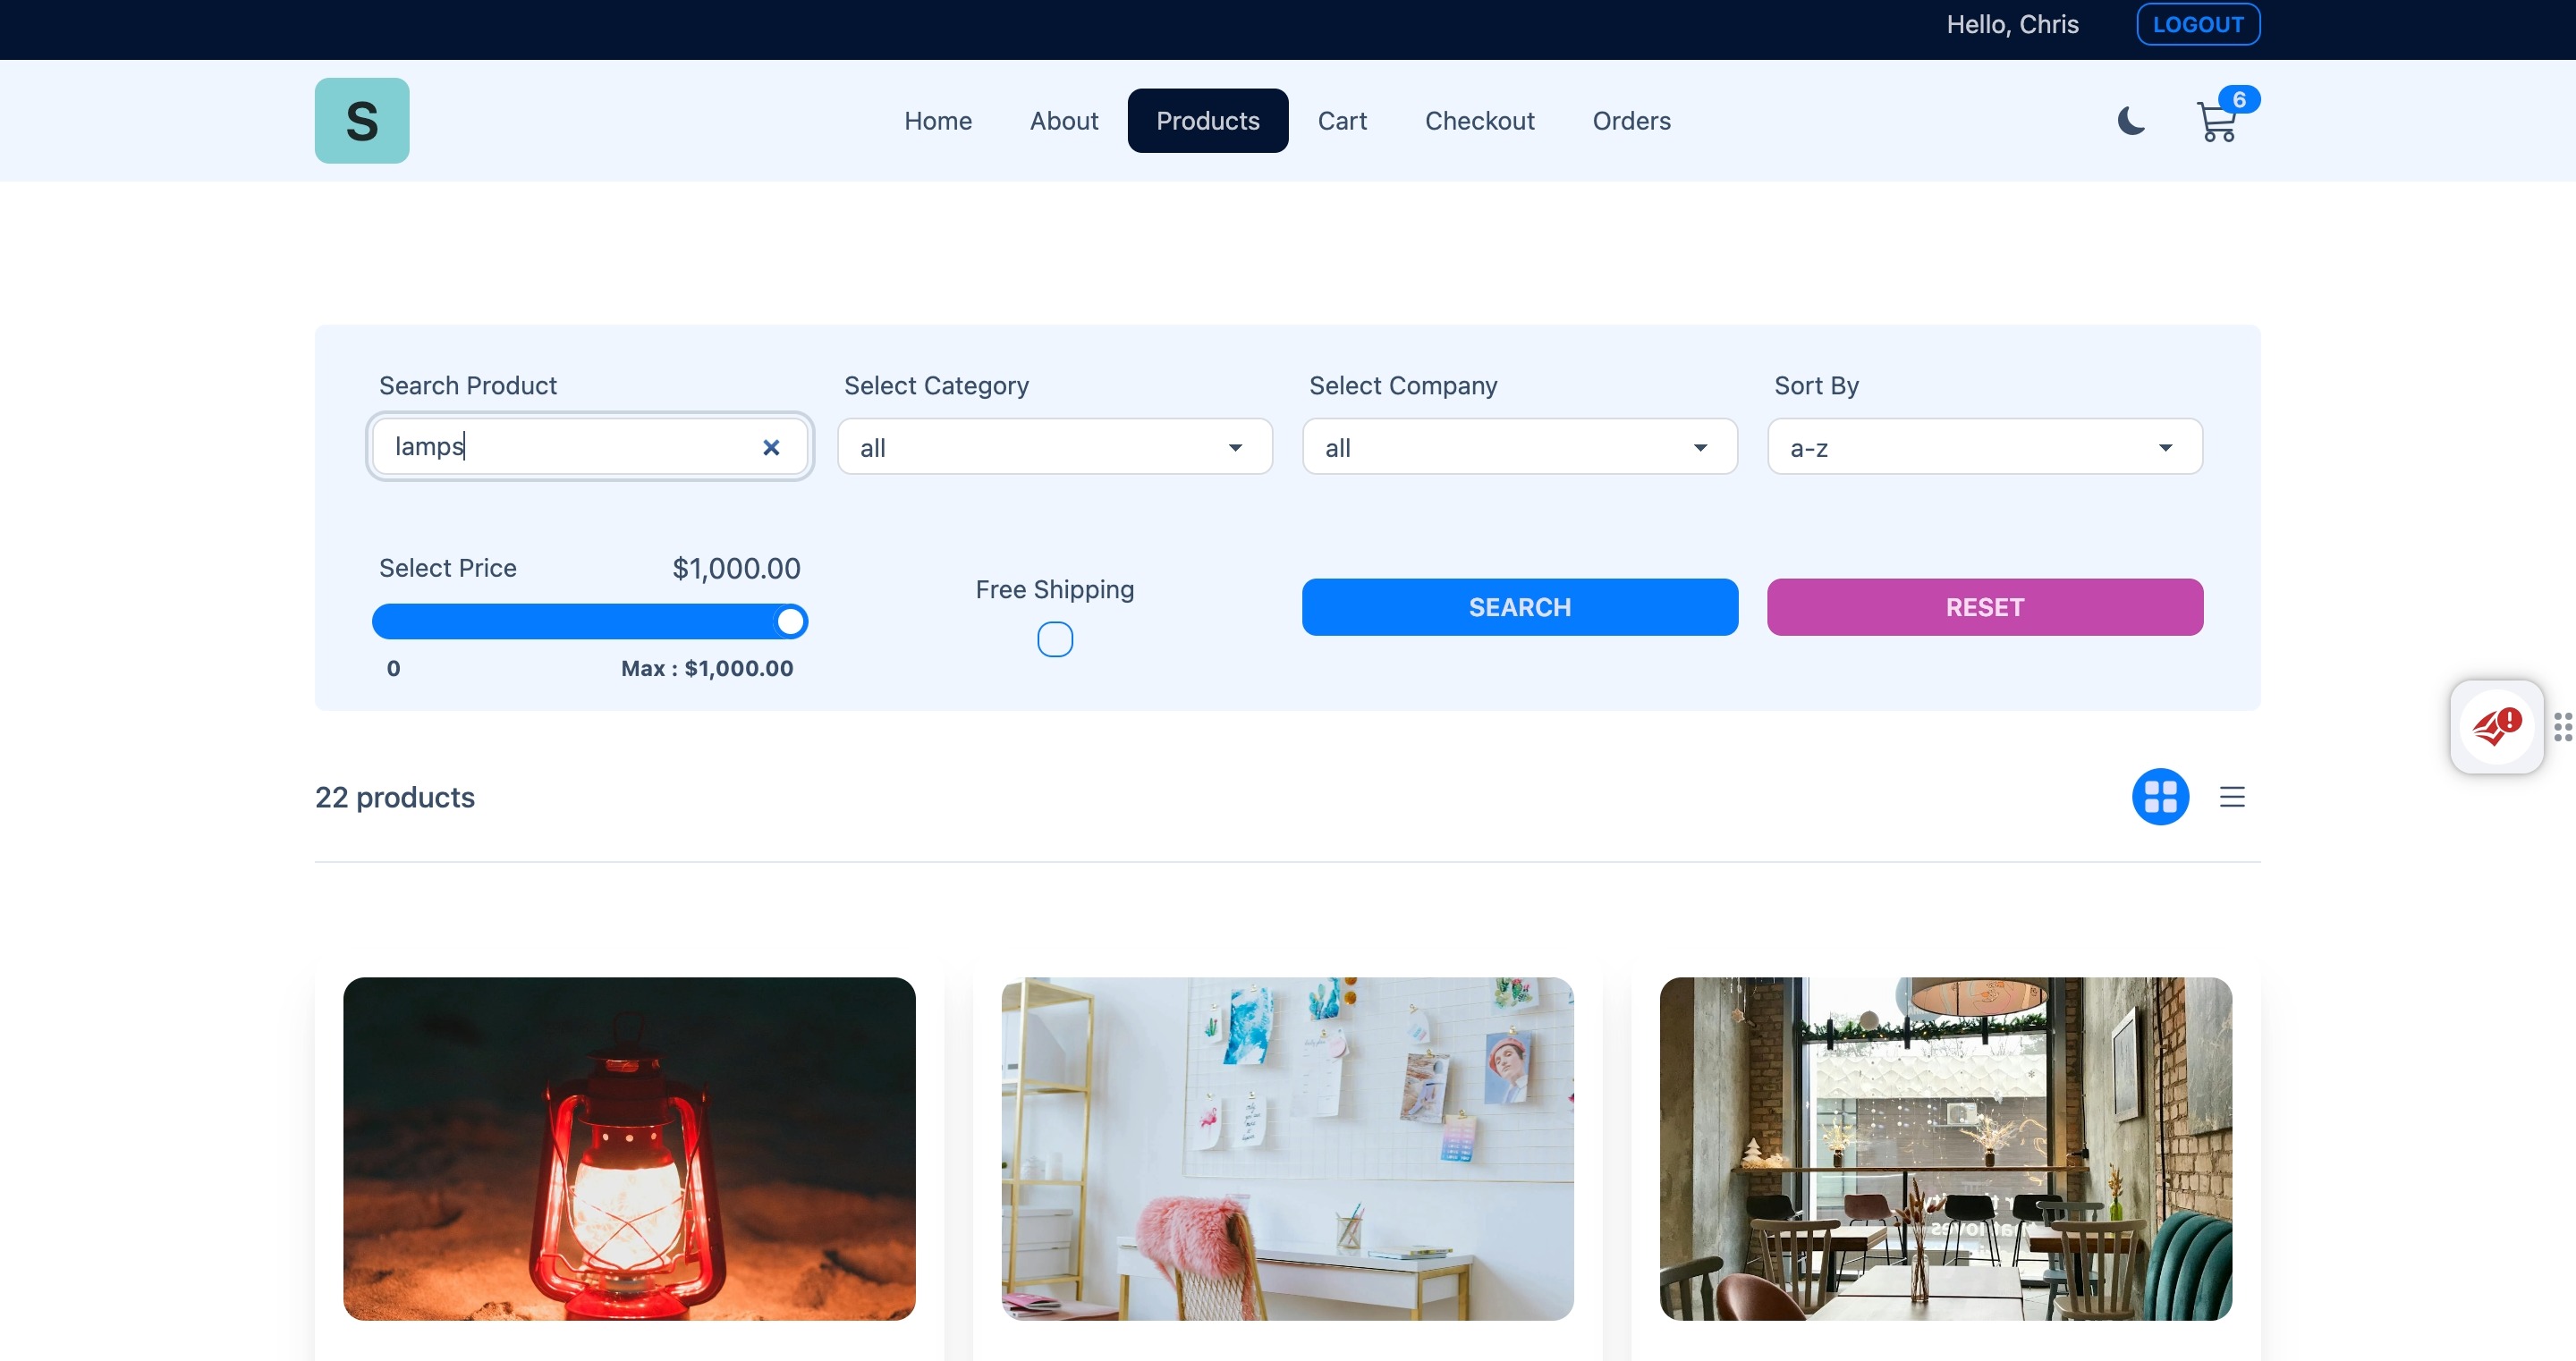 Hello, Chris
LOGOUT
S
Home
About
Products
Cart
Checkout
Orders
6
Search Product
Select Category
Select Company
Sort By
lamps
all
all
a-z
Select Price
$1,000.00
Free Shipping
SEARCH
RESET
0
Max : $1,000.00
22 products